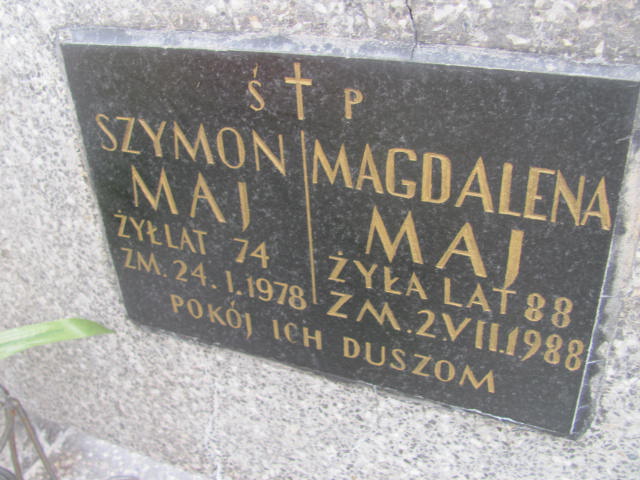 Ś P
SZYMON
MAJ
ŻYŁ LAT 74
ZM. 24. I. 1978
MAGDALENA
MAJ
ŻYŁA LAT 88
ZM. 2. VII. 1988
POKÓJ ICH DUSZOM